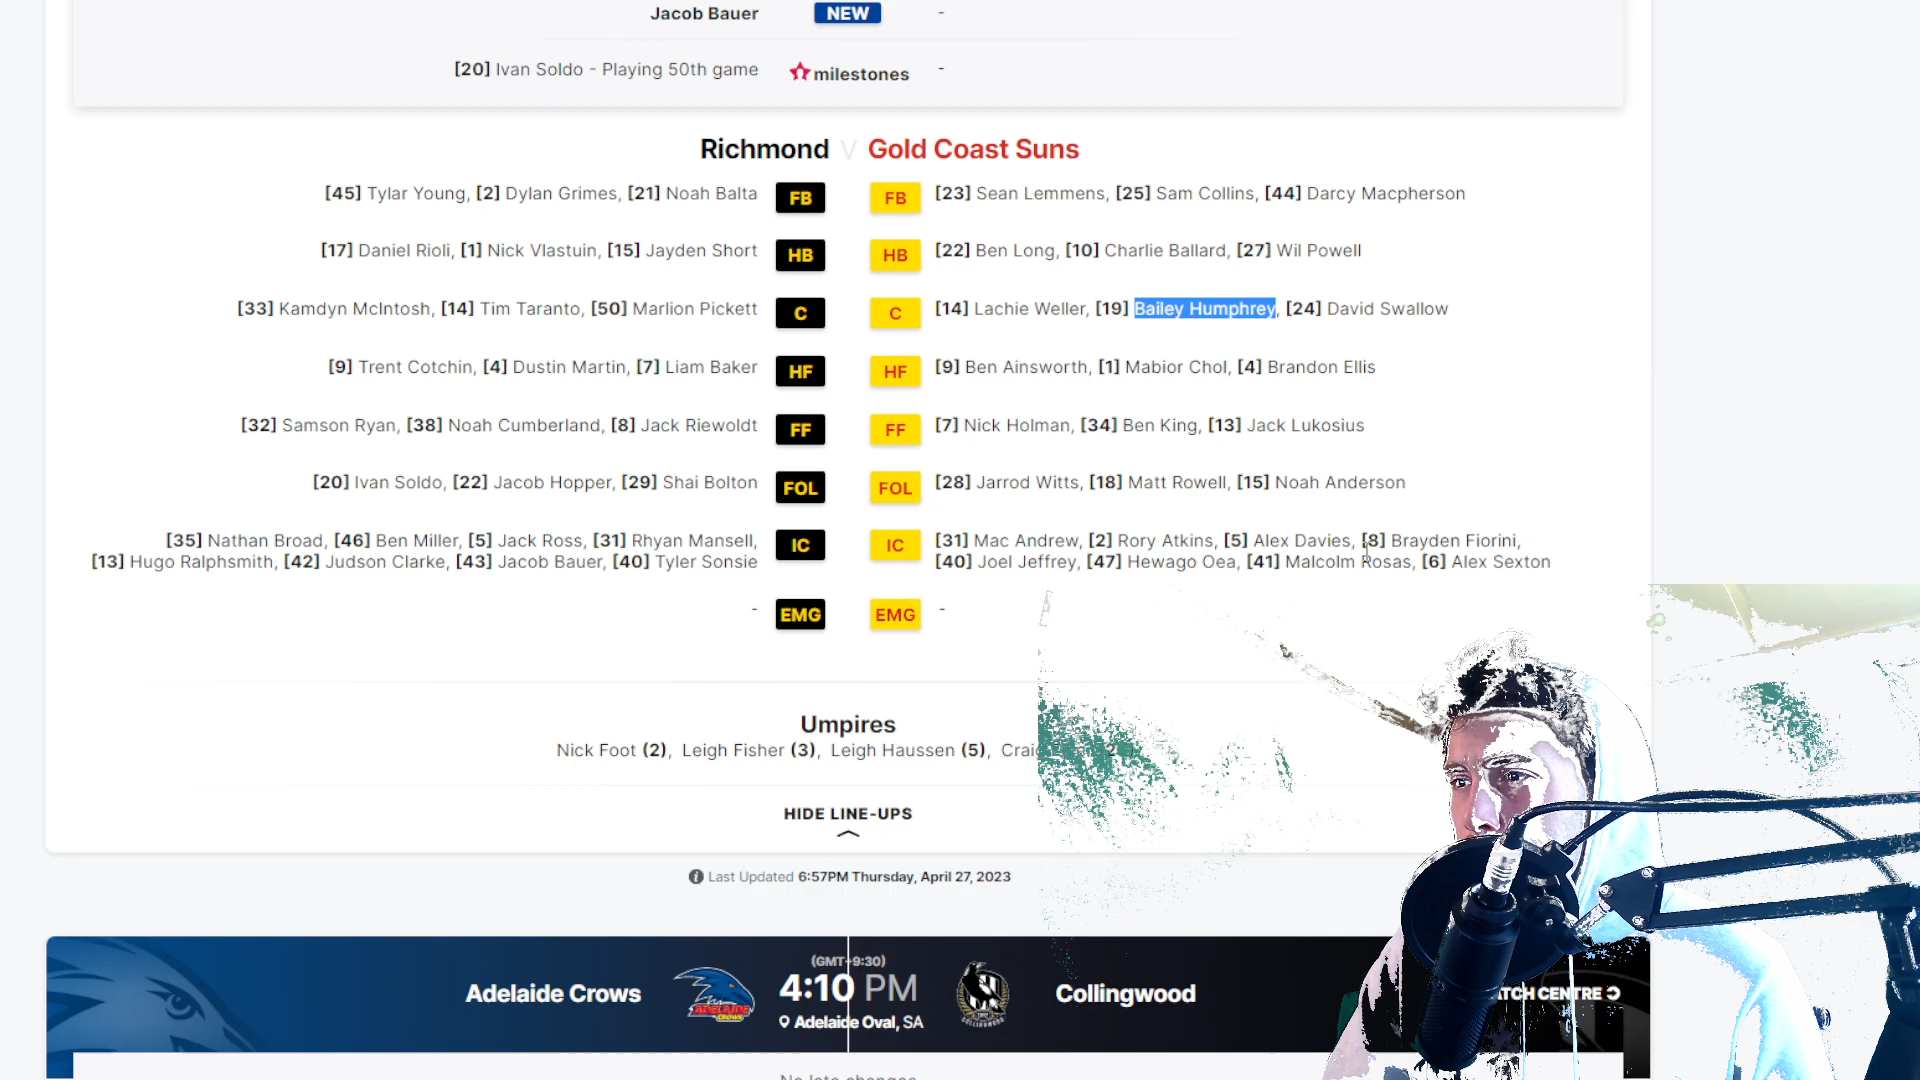 Jacob Bauer NEW -
[20] Ivan Soldo - Playing 50th game milestones -
Richmond V Gold Coast Suns
[45] Tylar Young, [2] Dylan Grimes, [21] Noah Balta FB FB [23] Sean Lemmens, [25] Sam Collins, [44] Darcy Macpherson
[17] Daniel Rioli, [1] Nick Vlastuin, [15] Jayden Short HB HB [22] Ben Long, [10] Charlie Ballard, [27] Wil Powell
[33] Kamdyn McIntosh, [14] Tim Taranto, [50] Marlion Pickett C C [14] Lachie Weller, [19] Bailey Humphrey, [24] David Swallow
[9] Trent Cotchin, [4] Dustin Martin, [7] Liam Baker HF HF [9] Ben Ainsworth, [1] Mabior Chol, [4] Brandon Ellis
[32] Samson Ryan, [38] Noah Cumberland, [8] Jack Riewoldt FF FF [7] Nick Holman, [34] Ben King, [13] Jack Lukosius
[20] Ivan Soldo, [22] Jacob Hopper, [29] Shai Bolton FOL FOL [28] Jarrod Witts, [18] Matt Rowell, [15] Noah Anderson
[35] Nathan Broad, [46] Ben Miller, [5] Jack Ross, [31] Rhyan Mansell, IC IC [31] Mac Andrew, [2] Rory Atkins, [5] Alex Davies, [8] Brayden Fiorini,
[13] Hugo Ralphsmith, [42] Judson Clarke, [43] Jacob Bauer, [40] Tyler Sonsie [40] Joel Jeffrey, [47] Hewago Oea, [41] Malcolm Rosas, [6] Alex Sexton
- EMG EMG -
Umpires
Nick Foot (2), Leigh Fisher (3), Leigh Haussen (5),
HIDE LINE-UPS
Last Updated 6:57PM Thursday, April 27, 2023
(GMT+9:30)
Adelaide Crows ADELAIDE CROWS 4:10 PM Collingwood
Adelaide Oval, SA
CENTRE
No late changes